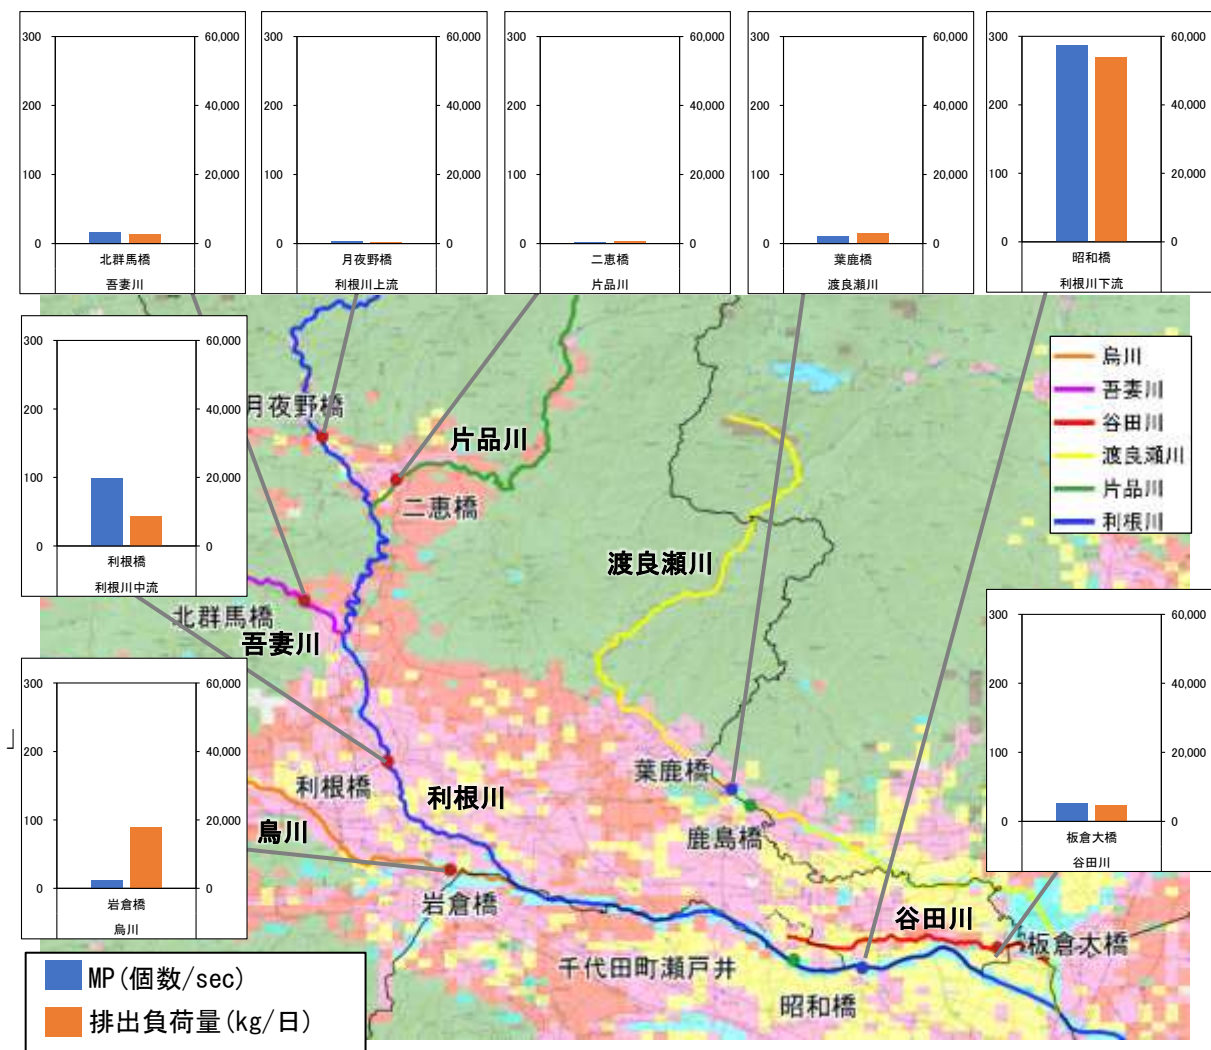 300
200
100
0
60,000
40,000
20,000
0
北群馬橋
吾妻川
300
200
100
0
60,000
40,000
20,000
0
月夜野橋
利根川上流
300
200
100
0
60,000
40,000
20,000
0
二恵橋
片品川
300
200
100
0
60,000
40,000
20,000
0
葉鹿橋
渡良瀬川
300
200
100
0
60,000
40,000
20,000
0
昭和橋
利根川下流
300
200
100
0
60,000
40,000
20,000
0
利根橋
利根川中流
300
200
100
0
60,000
40,000
20,000
0
岩倉橋
烏川
300
200
100
0
60,000
40,000
20,000
0
板倉大橋
谷田川
烏川
吾妻川
谷田川
渡良瀬川
片品川
利根川
月夜野橋
片品川
二恵橋
渡良瀬川
北群馬橋
吾妻川
利根橋
利根川
葉鹿橋
鹿島橋
烏川
岩倉橋
谷田川
板倉大橋
千代田町瀬戸井
昭和橋
MP(個数/sec)
排出負荷量(kg/日)